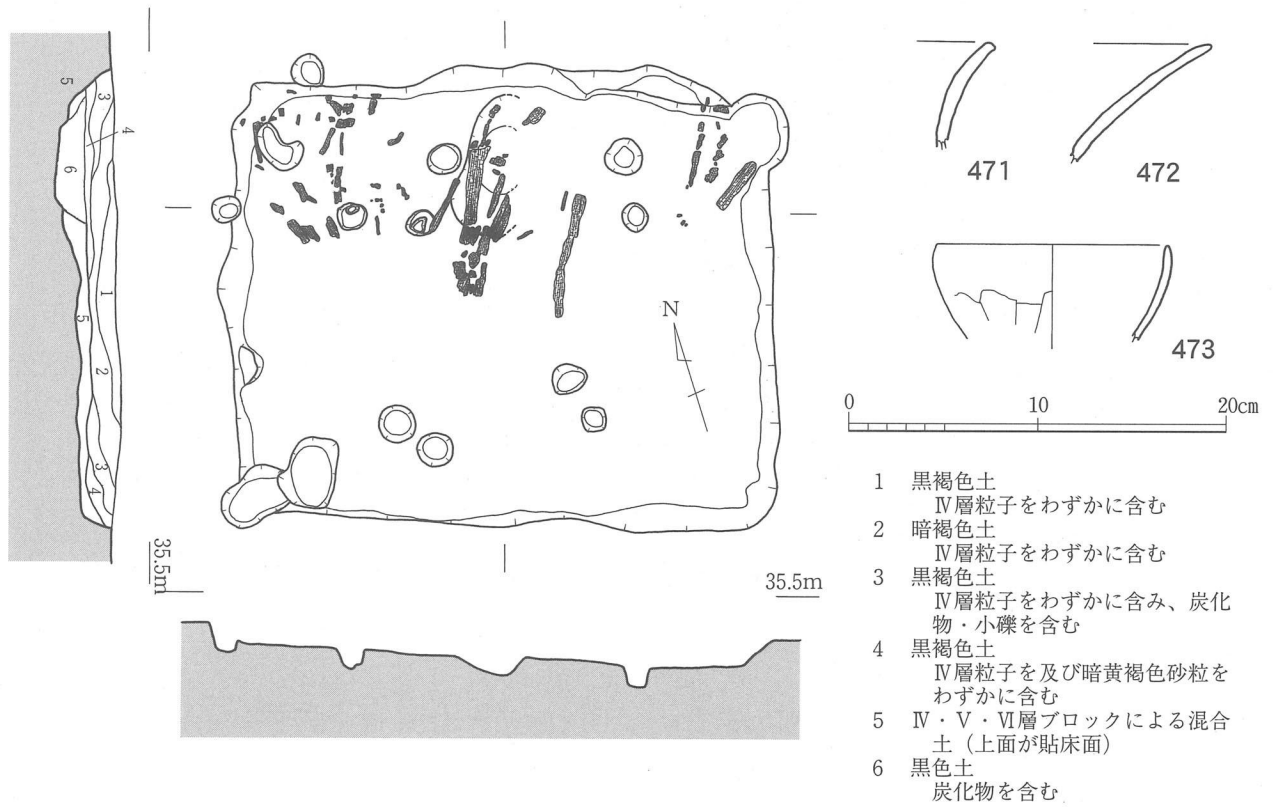 5
3
4
6
1
5
2
3
4
N
35.5m
35.5m
471
472
473
0 10 20cm
1 黒褐色土
Ⅳ層粒子をわずかに含む
2 暗褐色土
Ⅳ層粒子をわずかに含む
3 黒褐色土
Ⅳ層粒子をわずかに含み、炭化
物・小礫を含む
4 黒褐色土
Ⅳ層粒子を及び暗黄褐色砂粒を
わずかに含む
5 Ⅳ・Ⅴ・Ⅵ層ブロックによる混合
土（上面が貼床面）
6 黒色土
炭化物を含む